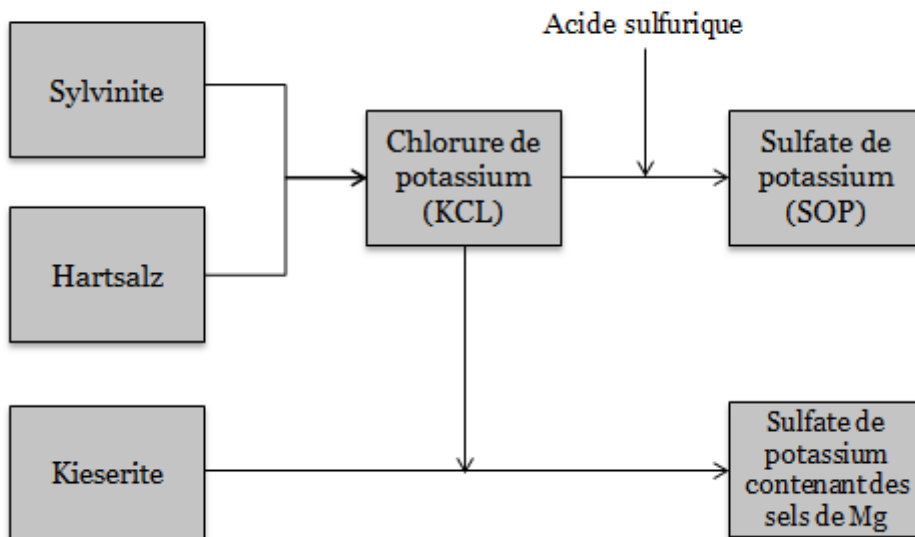 Acide sulfurique
Sylvinite
Chlorure de
potassium
(KCL)
Sulfate de
potassium
(SOP)
Hartsalz
Kieserite
Sulfate de
potassium
contenant des
sels de Mg